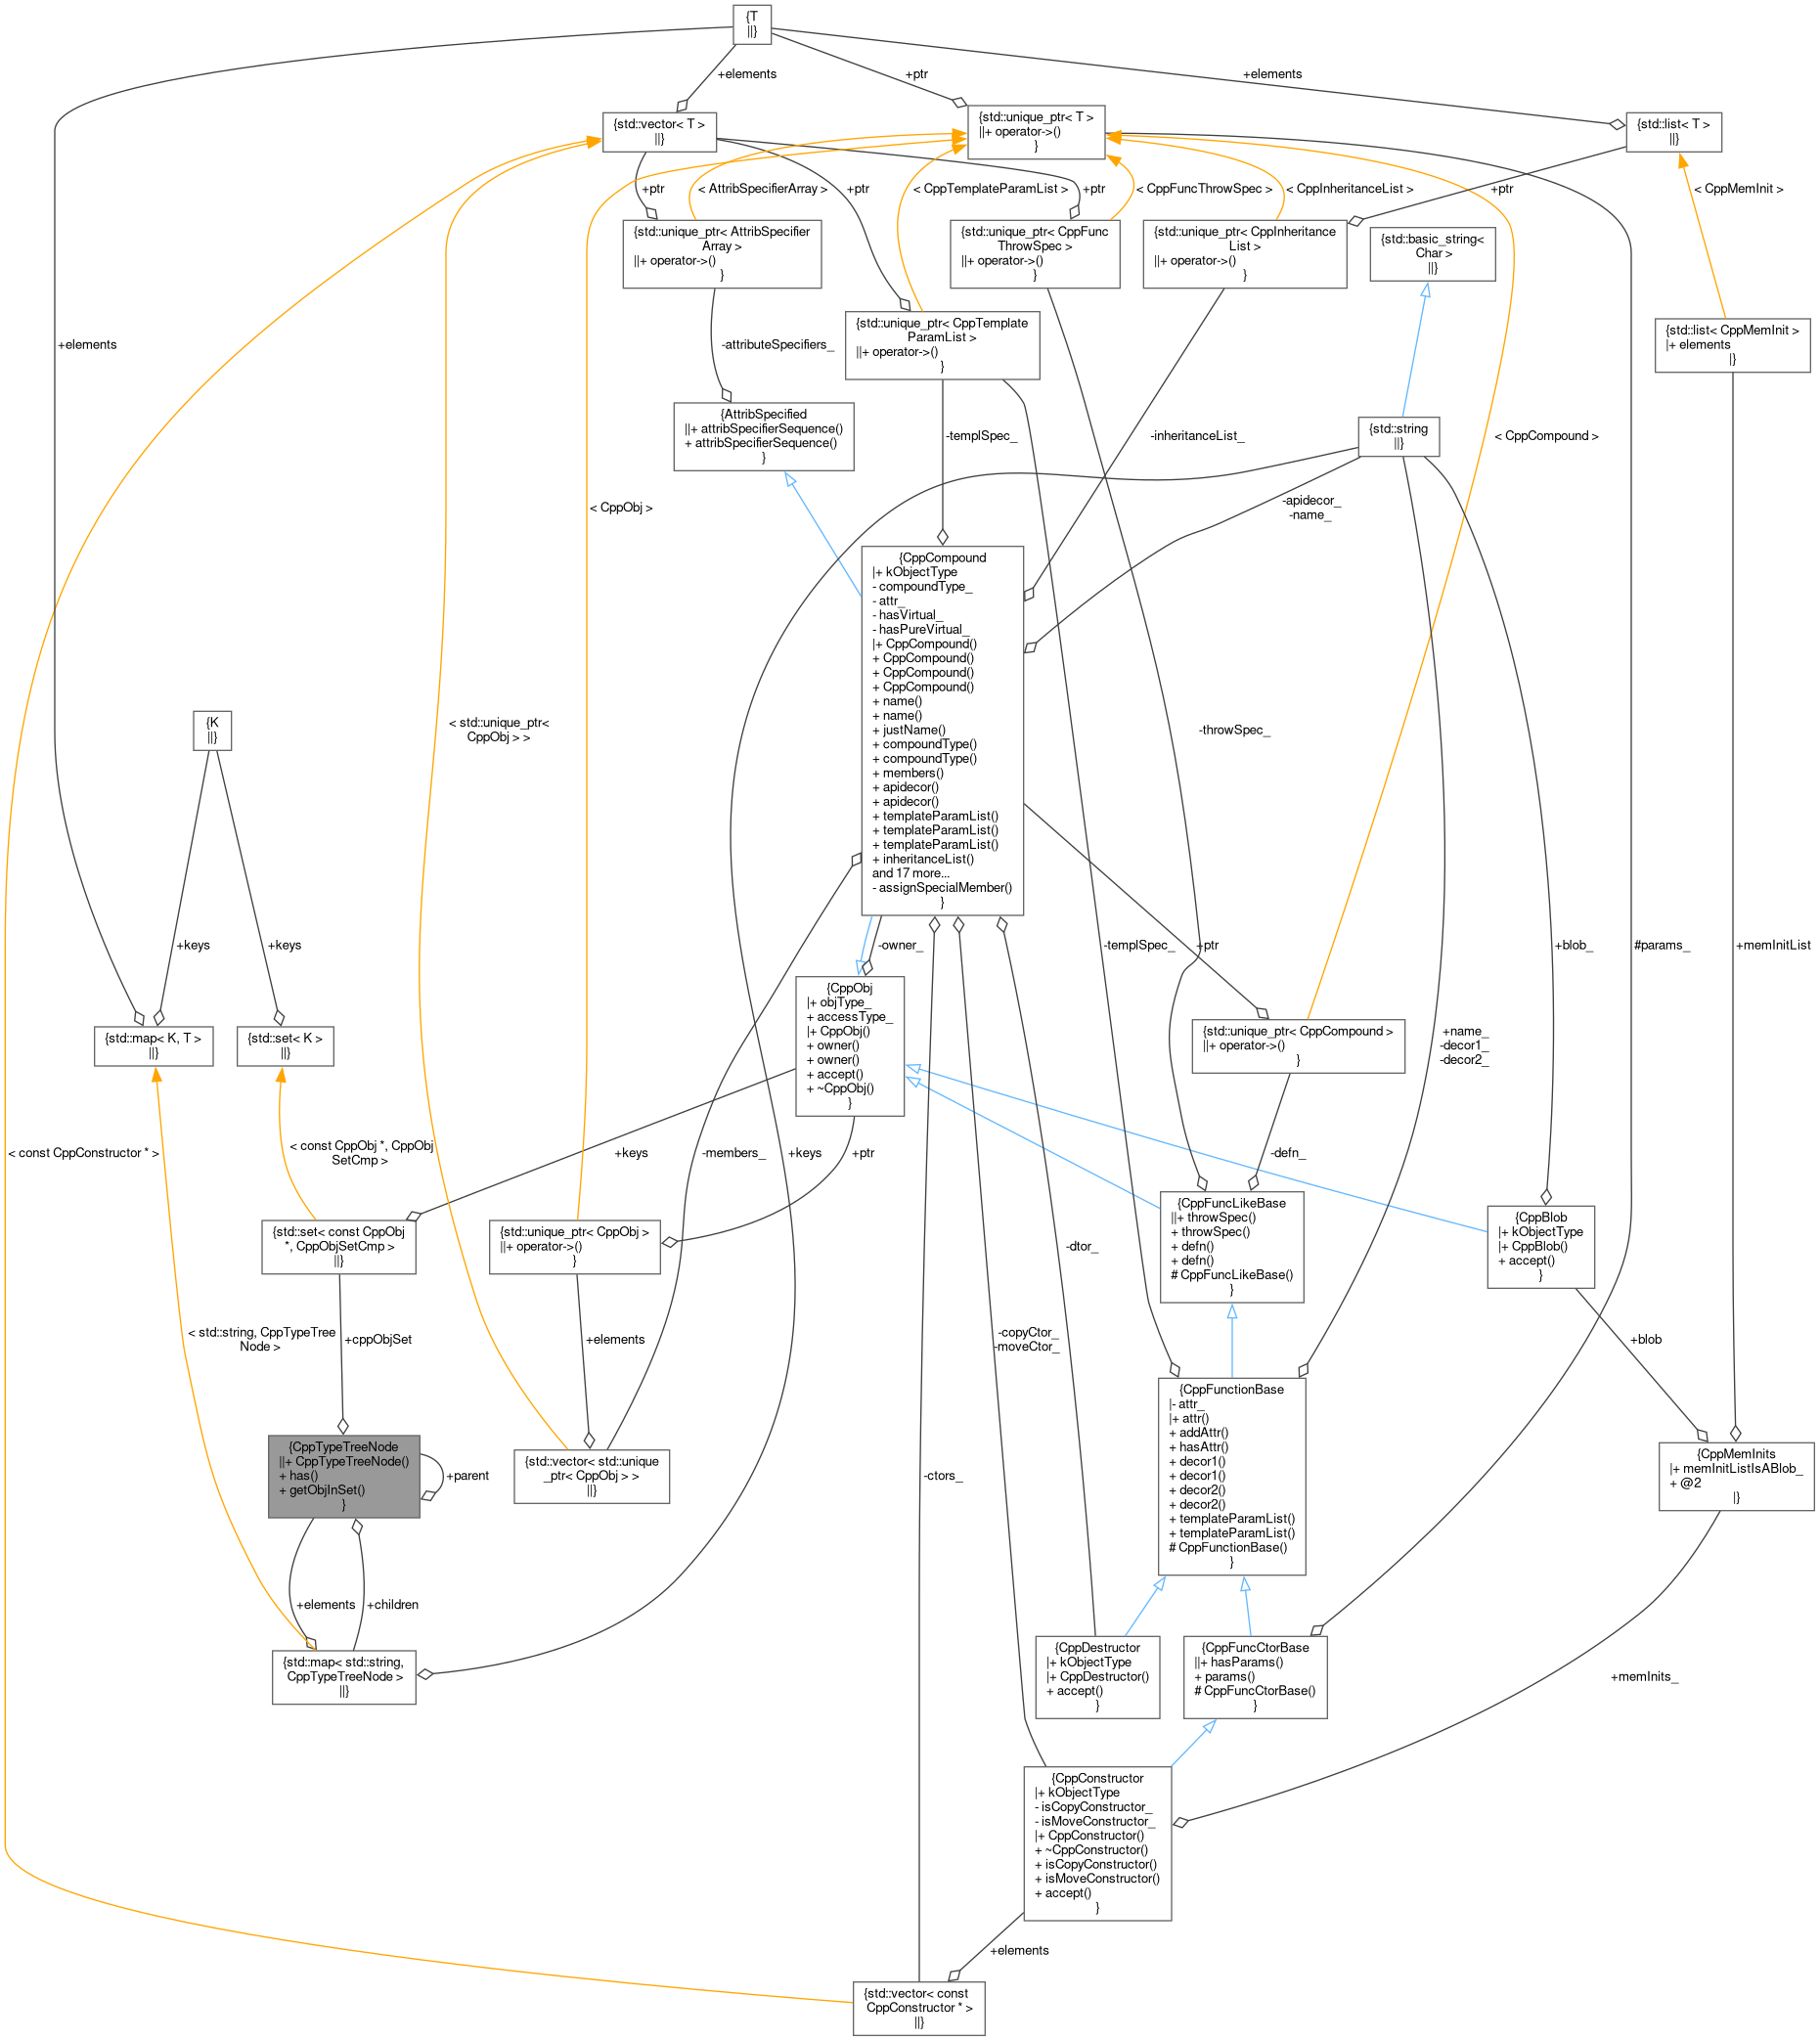 {T
||}
+elements
+ptr
+elements
{std::vector< T >
||}
{std::unique_ptr< T >
||+ operator->()
}
{std::list< T >
||}
+ptr
< AttribSpecifierArray >
+ptr
< CppTemplateParamList >
+ptr
< CppFuncThrowSpec >
< CppInheritanceList >
+ptr
< CppMemInit >
{std::unique_ptr< AttribSpecifier
Array >
||+ operator->()
}
{std::unique_ptr< CppFunc
ThrowSpec >
||+ operator->()
}
{std::unique_ptr< CppInheritance
List >
||+ operator->()
}
{std::basic_string<
Char >
||}
+elements
-attributeSpecifiers_
{std::unique_ptr< CppTemplate
ParamList >
||+ operator->()
}
{std::list< CppMemInit >
|+ elements
|}
{AttribSpecified
||+ attribSpecifierSequence()
+ attribSpecifierSequence()
}
-templSpec_
-inheritanceList_
{std::string
||}
< CppCompound >
< CppObj >
-apidecor_
-name_
{CppCompound
|+ kObjectType
- compoundType_
- attr_
- hasVirtual_
- hasPureVirtual_
|+ CppCompound()
+ CppCompound()
+ CppCompound()
+ CppCompound()
+ name()
+ name()
+ justName()
+ compoundType()
+ compoundType()
+ members()
+ apidecor()
+ apidecor()
+ templateParamList()
+ templateParamList()
+ templateParamList()
+ inheritanceList()
and 17 more...
- assignSpecialMember()
}
< std::unique_ptr<
CppObj > >
{K
||}
-throwSpec_
+keys
+keys
-owner_
-templSpec_
+ptr
+blob_
#params_
+memInitList
{std::map< K, T >
||}
{std::set< K >
||}
{CppObj
|+ objType_
+ accessType_
|+ CppObj()
+ owner()
+ owner()
+ accept()
+ ~CppObj()
}
{std::unique_ptr< CppCompound >
||+ operator->()
}
+name_
-decor1_
-decor2_
< const CppConstructor * >
< const CppObj *, CppObj
SetCmp >
+keys
-members_
+keys
+ptr
-defn_
{std::set< const CppObj
*, CppObjSetCmp >
||}
{std::unique_ptr< CppObj >
||+ operator->()
}
-dtor_
{CppFuncLikeBase
||+ throwSpec()
+ throwSpec()
+ defn()
+ defn()
# CppFuncLikeBase()
}
{CppBlob
|+ kObjectType
|+ CppBlob()
+ accept()
}
< std::string, CppTypeTree
Node >
+cppObjSet
+elements
-copyCtor_
-moveCtor_
+blob
{CppTypeTreeNode
||+ CppTypeTreeNode()
+ has()
+ getObjInSet()
}
+parent
{std::vector< std::unique
_ptr< CppObj > >
||}
-ctors_
{CppFunctionBase
|- attr_
|+ attr()
+ addAttr()
+ hasAttr()
+ decor1()
+ decor1()
+ decor2()
+ decor2()
+ templateParamList()
+ templateParamList()
# CppFunctionBase()
}
{CppMemInits
|+ memInitListIsABlob_
+ @2
|}
+elements
+children
{std::map< std::string,
CppTypeTreeNode >
||}
{CppDestructor
|+ kObjectType
|+ CppDestructor()
+ accept()
}
{CppFuncCtorBase
||+ hasParams()
+ params()
# CppFuncCtorBase()
}
+memInits_
{CppConstructor
|+ kObjectType
- isCopyConstructor_
- isMoveConstructor_
|+ CppConstructor()
+ ~CppConstructor()
+ isCopyConstructor()
+ isMoveConstructor()
+ accept()
}
+elements
{std::vector< const
CppConstructor * >
||}